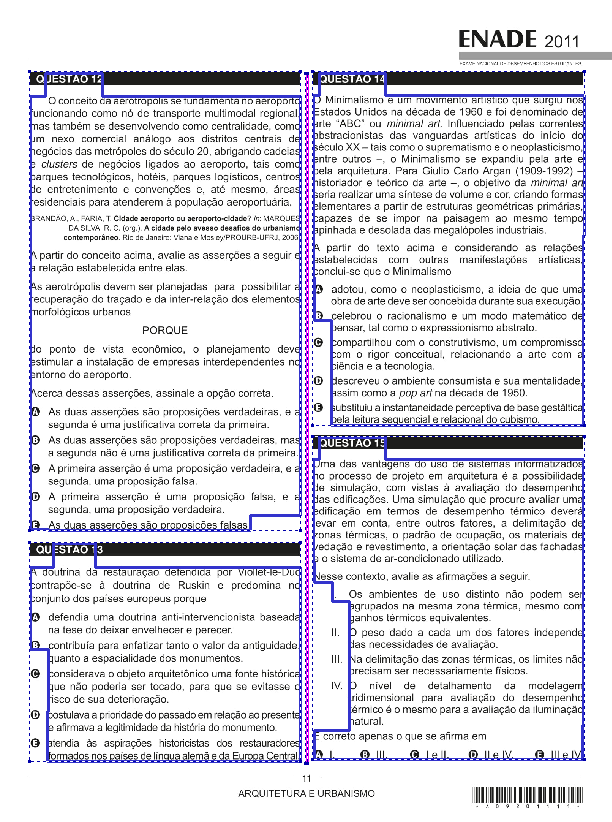 ENADE 2011
EXAME NACIONAL DE DESEMPENHO DOS ESTUDANTES
QUESTÃO 12
O conceito da aerotrópolis se fundamenta no aeroporto
funcionando como nó de transporte multimodal regional,
mas também se desenvolvendo como centralidade, como
um nexo comercial análogo aos distritos centrais de
negócios das metrópoles do século 20, abrigando cadeias
e clusters de negócios ligados ao aeroporto, tais como
parques tecnológicos, hotéis, parques logísticos, centros
de entretenimento e convenções e, até mesmo, áreas
residenciais para atenderem à população aeroportuária.
BRANDÃO, A., FARIA, T. Cidade aeroporto ou aeroporto-cidade? In: MARQUES
DA SILVA, R. C. (org.). A cidade pelo avesso desafios do urbanismo
contemporâneo. Rio de Janeiro: Viana e Mosley/PROURB-UFRJ, 2006.
A partir do conceito acima, avalie as asserções a seguir e
a relação estabelecida entre elas.
As aerotrópolis devem ser planejadas para possibilitar a
recuperação do traçado e da inter-relação dos elementos
morfológicos urbanos
PORQUE
do ponto de vista econômico, o planejamento deve
estimular a instalação de empresas interdependentes no
entorno do aeroporto.
Acerca dessas asserções, assinale a opção correta.
A As duas asserções são proposições verdadeiras, e a
segunda é uma justificativa correta da primeira.
B As duas asserções são proposições verdadeiras, mas
a segunda não é uma justificativa correta da primeira.
C A primeira asserção é uma proposição verdadeira, e a
segunda, uma proposição falsa.
D A primeira asserção é uma proposição falsa, e a
segunda, uma proposição verdadeira.
E As duas asserções são proposições falsas.
QUESTÃO 13
A doutrina da restauração defendida por Viollet-le-Duc
contrapõe-se à doutrina de Ruskin e predomina no
conjunto dos países europeus porque
A defendia uma doutrina anti-intervencionista baseada
na tese do deixar envelhecer e perecer.
B contribuía para enfatizar tanto o valor da antiguidade,
quanto a espacialidade dos monumentos.
C considerava o objeto arquitetônico uma fonte histórica
que não poderia ser tocado, para que se evitasse o
risco de sua deterioração.
D postulava a prioridade do passado em relação ao presente
e afirmava a legitimidade da história do monumento.
E atendia às aspirações historicistas dos restauradores
formados nos países de língua alemã e da Europa Central.
QUESTÃO 14
O Minimalismo é um movimento artístico que surgiu nos
Estados Unidos na década de 1960 e foi denominado de
arte “ABC” ou minimal art. Influenciado pelas correntes
abstracionistas das vanguardas artísticas do início do
século XX – tais como o suprematismo e o neoplasticismo,
entre outros –, o Minimalismo se expandiu pela arte e
pela arquitetura. Para Giulio Carlo Argan (1909-1992) –
historiador e teórico da arte –, o objetivo da minimal art
seria realizar uma síntese de volume e cor, criando formas
elementares a partir de estruturas geométricas primárias,
capazes de se impor na paisagem ao mesmo tempo
apinhada e desolada das megalópoles industriais.
A partir do texto acima e considerando as relações
estabelecidas com outras manifestações artísticas,
conclui-se que o Minimalismo
A adotou, como o neoplasticismo, a ideia de que uma
obra de arte deve ser concebida durante sua execução.
B celebrou o racionalismo e um modo matemático de
pensar, tal como o expressionismo abstrato.
C compartilhou com o construtivismo, um compromisso
com o rigor conceitual, relacionando a arte com a
ciência e a tecnologia.
D descreveu o ambiente consumista e sua mentalidade,
assim como a pop art na década de 1950.
E substituiu a instantaneidade perceptiva de base gestáltica
pela leitura sequencial e relacional do cubismo.
QUESTÃO 15
Uma das vantagens do uso de sistemas informatizados
no processo de projeto em arquitetura é a possibilidade
de simulação, com vistas à avaliação do desempenho
das edificações. Uma simulação que procure avaliar uma
edificação em termos de desempenho térmico deverá
levar em conta, entre outros fatores, a delimitação de
zonas térmicas, o padrão de ocupação, os materiais de
vedação e revestimento, a orientação solar das fachadas
e o sistema de ar-condicionado utilizado.
Nesse contexto, avalie as afirmações a seguir.
I. Os ambientes de uso distinto não podem ser
agrupados na mesma zona térmica, mesmo com
ganhos térmicos equivalentes.
II. O peso dado a cada um dos fatores independe
das necessidades de avaliação.
III. Na delimitação das zonas térmicas, os limites não
precisam ser necessariamente físicos.
IV. O nível de detalhamento da modelagem
tridimensional para avaliação do desempenho
térmico é o mesmo para a avaliação da iluminação
natural.
É correto apenas o que se afirma em
A I. B III. C I e II. D II e IV. E III e IV.
11
ARQUITETURA E URBANISMO